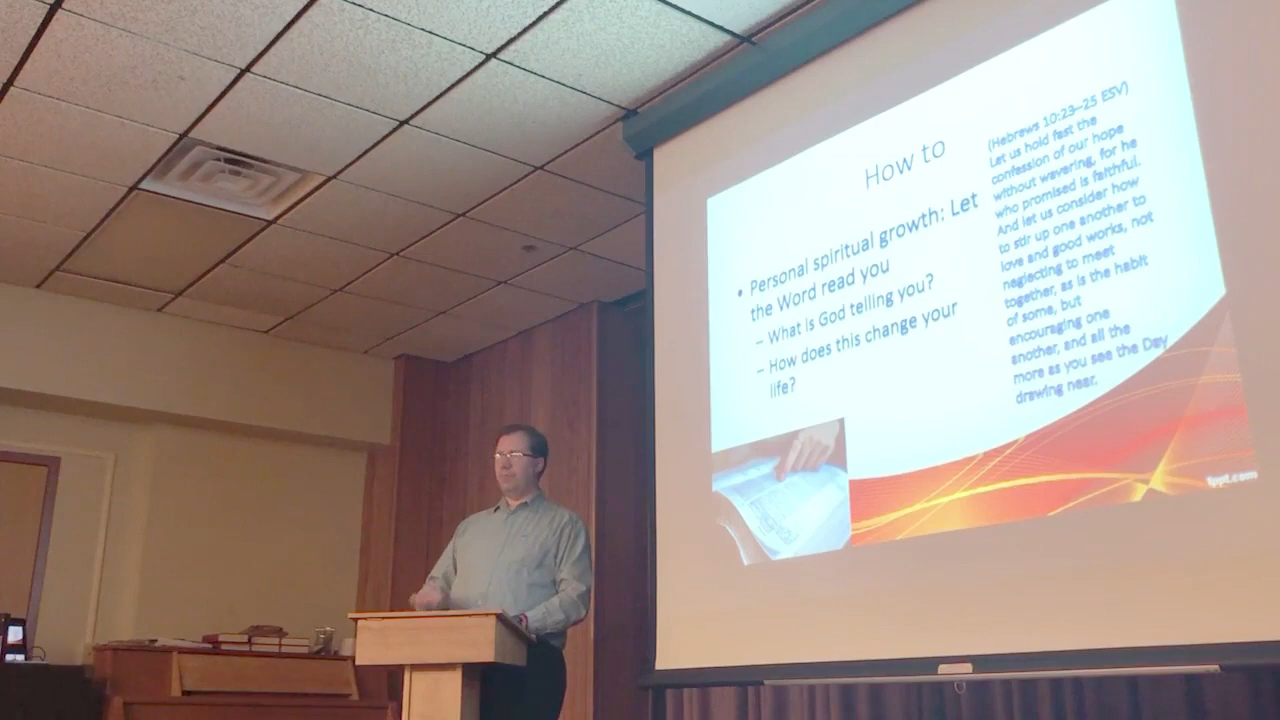 How to
• Personal spiritual growth: Let
the Word read you
– What is God telling you?
– How does this change your
life?
(Hebrews 10:23–25 ESV)
Let us hold fast the
confession of our hope
without wavering, for he
who promised is faithful.
And let us consider how
to stir up one another to
love and good works, not
neglecting to meet
together, as is the habit
of some, but
encouraging one
another, and all the
more as you see the Day
drawing near.
fppt.com